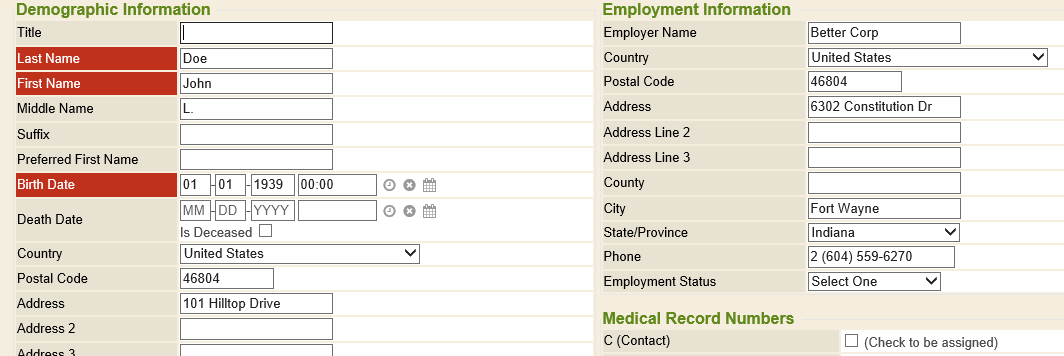 Demographic Information
Title
Last Name Doe
First Name John
Middle Name L.
Suffix
Preferred First Name
Birth Date 01 - 01 - 1939 00:00
Death Date MM - DD - YYYY
Is Deceased
Country United States
Postal Code 46804
Address 101 Hilltop Drive
Address 2
Address 3
Employment Information
Employer Name Better Corp
Country United States
Postal Code 46804
Address 6302 Constitution Dr
Address Line 2
Address Line 3
County
City Fort Wayne
State/Province Indiana
Phone 2 (604) 559-6270
Employment Status Select One
Medical Record Numbers
C (Contact) (Check to be assigned)